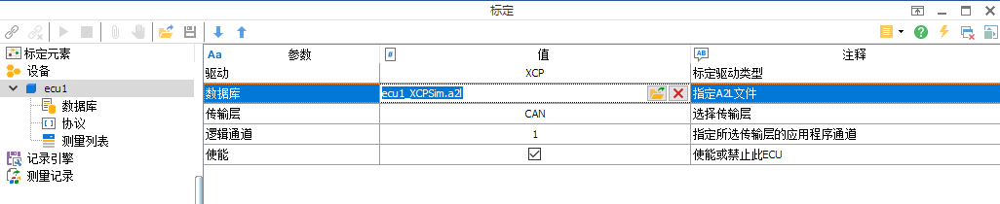 标定
标定元素
设备
ecu1
数据库
协议
测量列表
记录引擎
测量记录
Aa 参数 # 值 AB 注释
驱动 XCP 标定驱动类型
数据库 ecu1_XCPSim.a2l 指定A2L文件
传输层 CAN 选择传输层
逻辑通道 1 指定所选传输层的应用程序通道
使能 使能或禁止此ECU